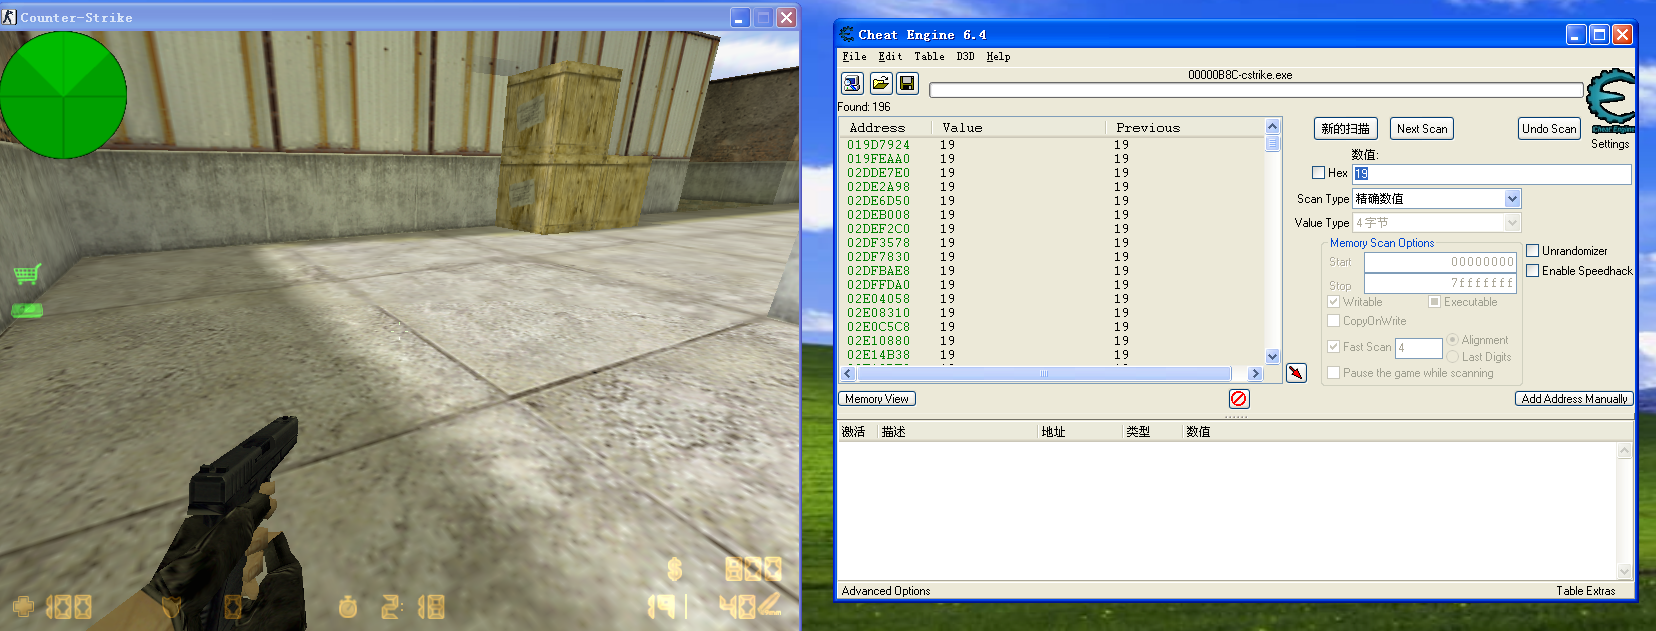 Counter-Strike
$ 800
100
0
2:18
19| 40
Cheat Engine 6.4
File Edit Table D3D Help
00000B8C-cstrike.exe
Found: 196
Address Value Previous
019D7924 19 19
019FEAA0 19 19
02DDE7E0 19 19
02DE2A98 19 19
02DE6D50 19 19
02DEB008 19 19
02DEF2C0 19 19
02DF3578 19 19
02DF7830 19 19
02DFBAE8 19 19
02DFFDA0 19 19
02E04058 19 19
02E08310 19 19
02E0C5C8 19 19
02E10880 19 19
02E14B38 19 19
新的扫描 Next Scan Undo Scan
Cheat Engine
Settings
数值:
Hex 19
Scan Type 精确数值
Value Type 4 字节
Memory Scan Options
Start 00000000
Stop 7fffffff
Writable Executable
CopyOnWrite
Fast Scan 4 Alignment
Last Digits
Pause the game while scanning
Unrandomizer
Enable Speedhack
Memory View
Add Address Manually
激活 描述 地址 类型 数值
Advanced Options Table Extras